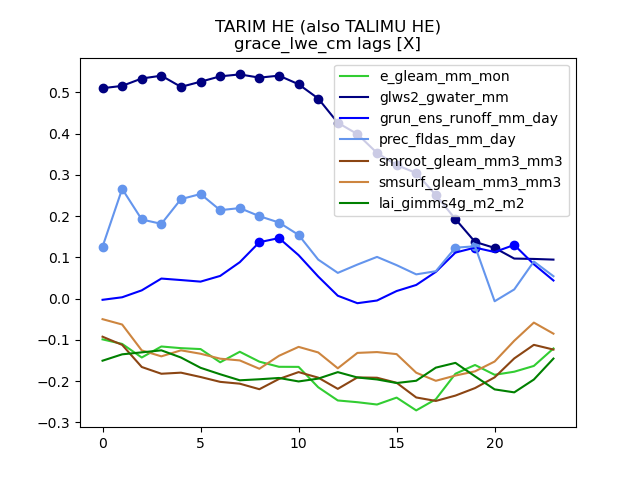 TARIM HE (also TALIMU HE)
grace_lwe_cm lags [X]
e_gleam_mm_mon
glws2_gwater_mm
grun_ens_runoff_mm_day
prec_fldas_mm_day
smroot_gleam_mm3_mm3
smsurf_gleam_mm3_mm3
lai_gimms4g_m2_m2
0.5
0.4
0.3
0.2
0.1
0.0
−0.1
−0.2
−0.3
0 5 10 15 20